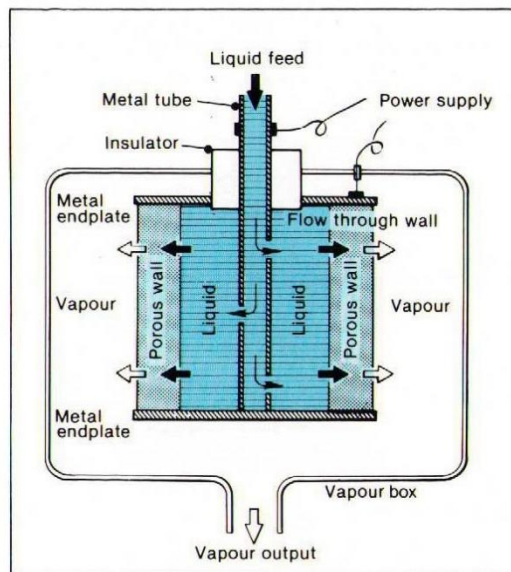 Liquid feed
Metal tube
Power supply
Insulator
Metal
endplate
Flow through wall
Vapour
Porous wall
Liquid
Liquid
Porous wall
Vapour
Metal
endplate
Vapour box
Vapour output